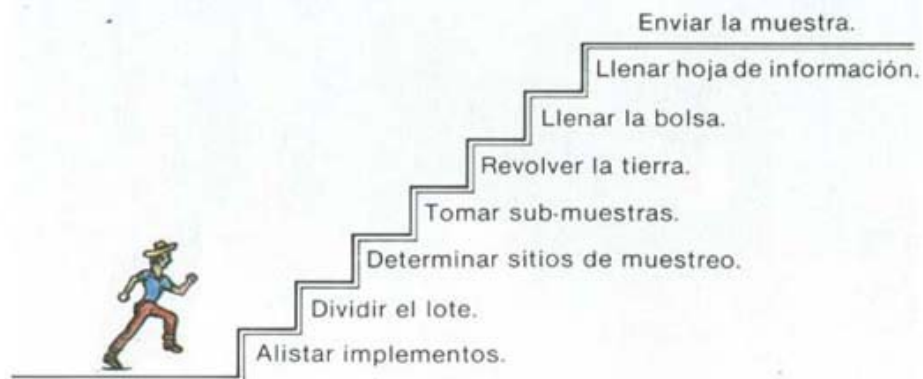 Enviar la muestra.
Llenar hoja de información.
Llenar la bolsa.
Revolver la tierra.
Tomar sub-muestras.
Determinar sitios de muestreo.
Dividir el lote.
Alistar implementos.